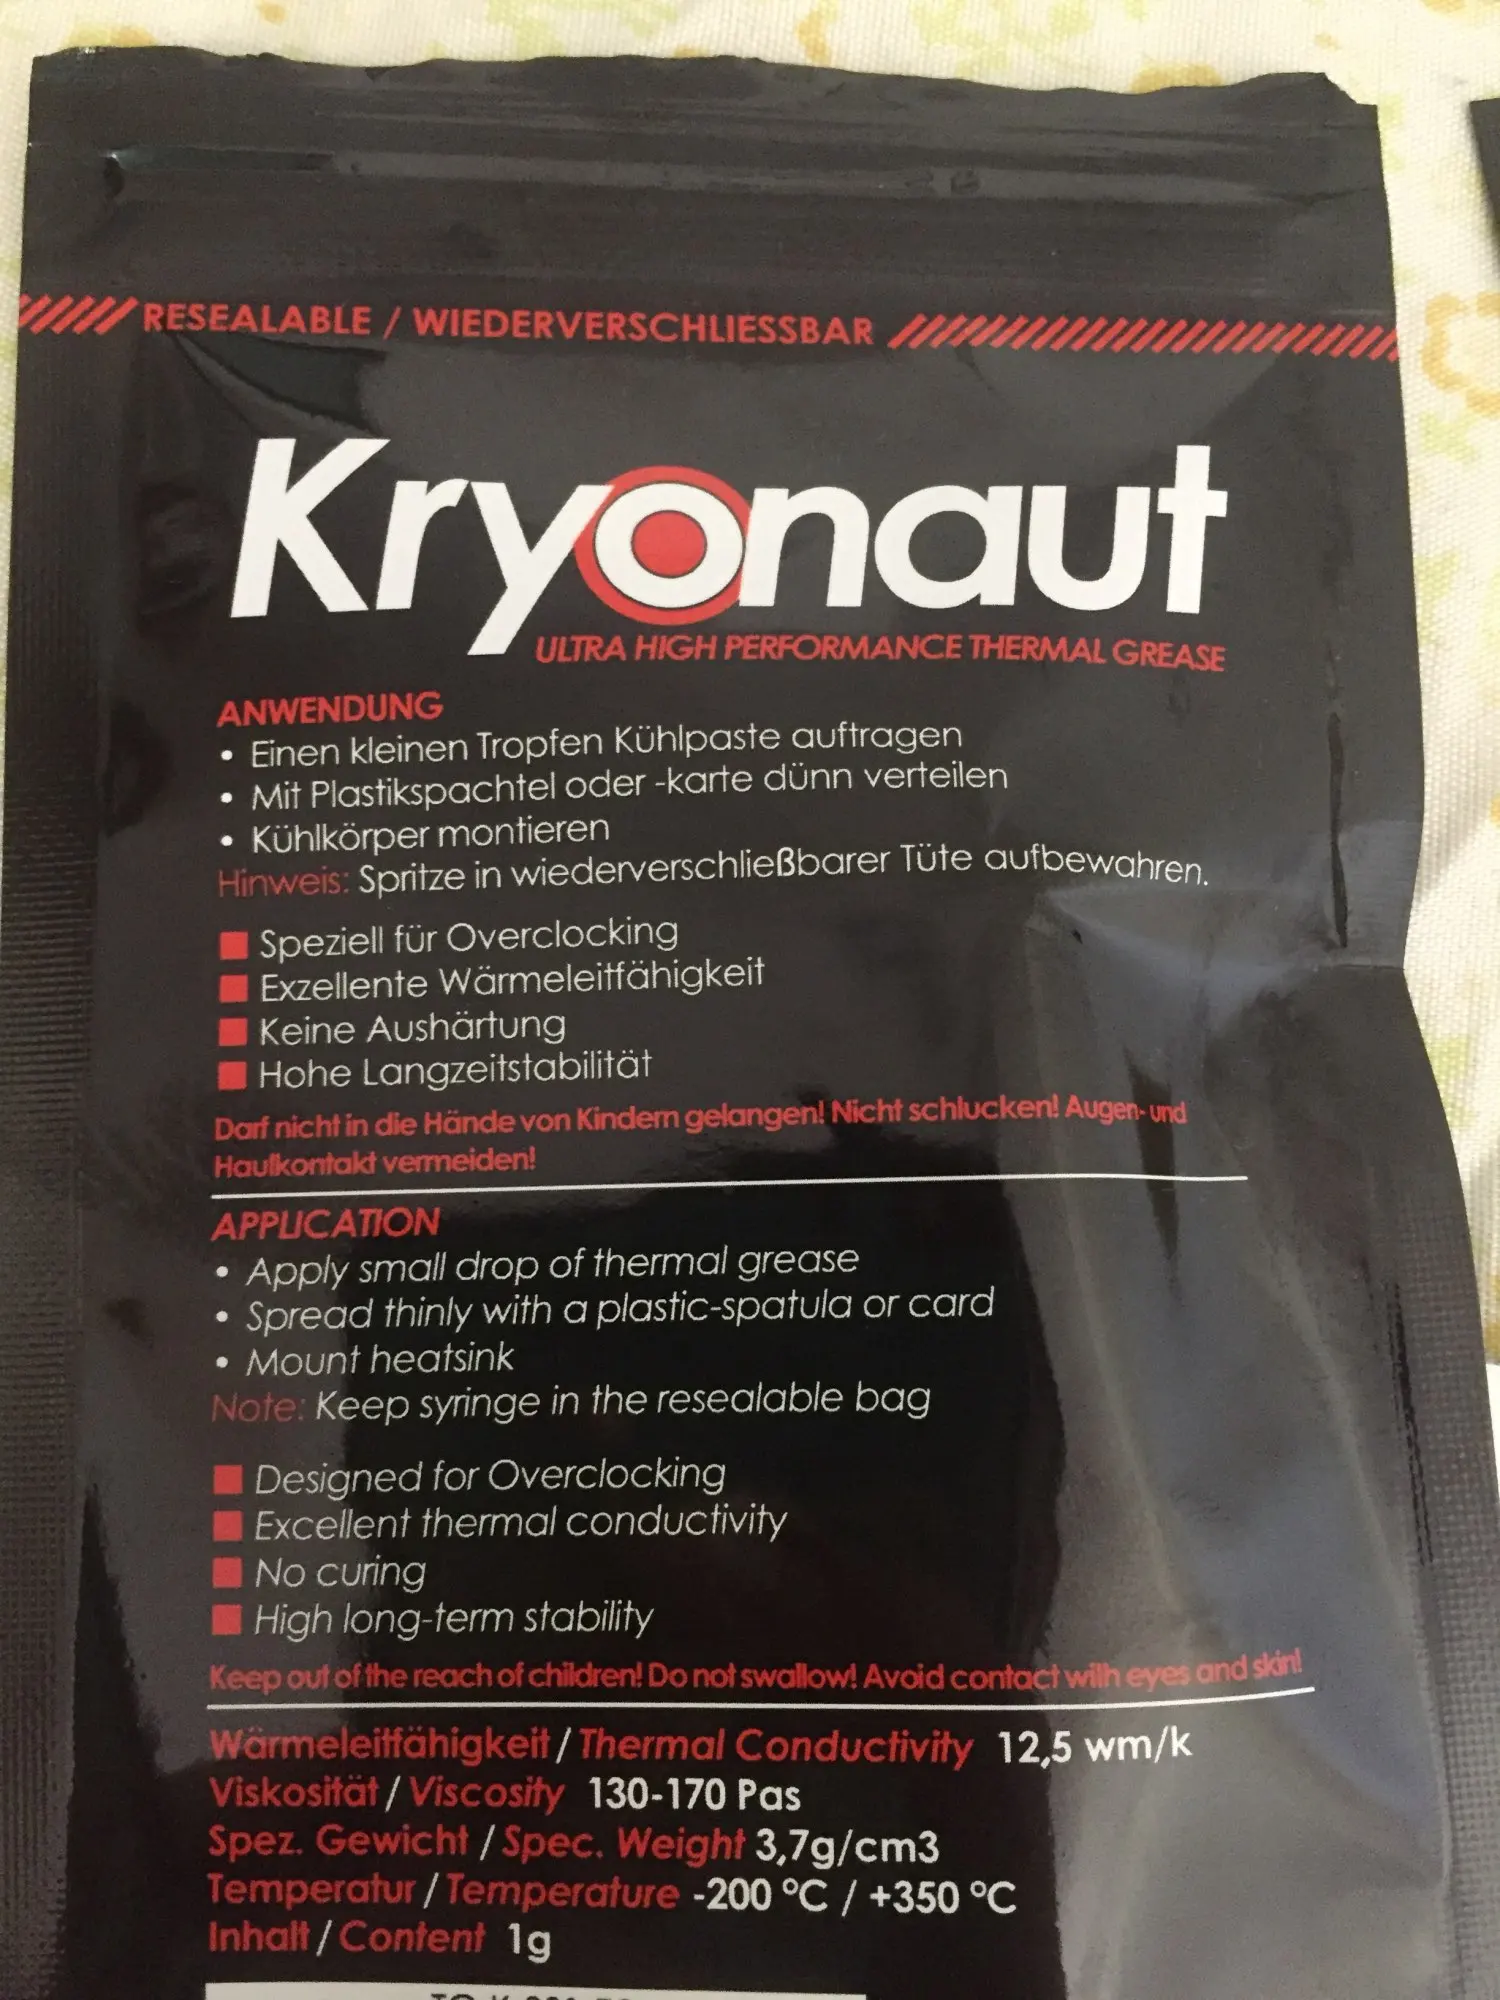 RESEALABLE / WIEDERVERSCHLIESSBAR
Kryonaut
ULTRA HIGH PERFORMANCE THERMAL GREASE
ANWENDUNG
• Einen kleinen Tropfen Kühlpaste auftragen
• Mit Plastikspachtel oder -karte dünn verteilen
• Kühlkörper montieren
Hinweis: Spritze in wiederverschließbarer Tüte aufbewahren.
Speziell für Overclocking
Exzellente Wärmeleitfähigkeit
Keine Aushärtung
Hohe Langzeitstabilität
Darf nicht in die Hände von Kindern gelangen! Nicht schlucken! Augen- und
Hautkontakt vermeiden!
APPLICATION
• Apply small drop of thermal grease
• Spread thinly with a plastic-spatula or card
• Mount heatsink
Note: Keep syringe in the resealable bag
Designed for Overclocking
Excellent thermal conductivity
No curing
High long-term stability
Keep out of the reach of children! Do not swallow! Avoid contact with eyes and skin!
Wärmeleitfähigkeit / Thermal Conductivity 12,5 wm/k
Viskosität / Viscosity 130-170 Pas
Spez. Gewicht / Spec. Weight 3,7g/cm3
Temperatur / Temperature -200 °C / +350 °C
Inhalt / Content 1g